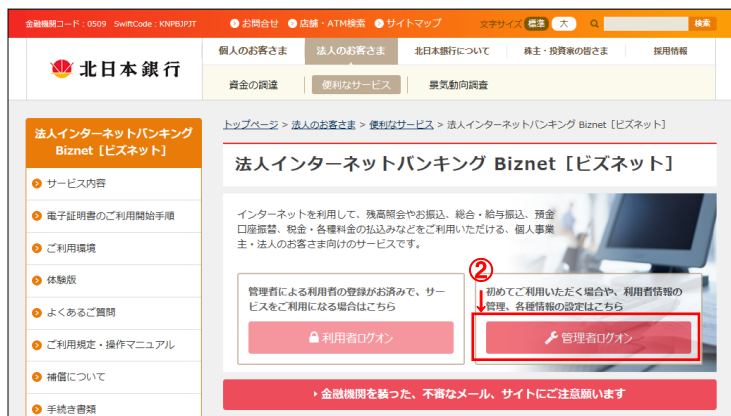 金融機関コード：0509 SwiftCode：KNPBJPJT
お問合せ
店舗・ATM検索
サイトマップ
文字サイズ 標準 大
検索
北日本銀行
個人のお客さま
法人のお客さま
北日本銀行について
株主・投資家の皆さま
採用情報
資金の調達
便利なサービス
景気動向調査
トップページ > 法人のお客さま > 便利なサービス > 法人インターネットバンキング Biznet［ビズネット］
法人インターネットバンキング
Biznet［ビズネット］
サービス内容
電子証明書のご利用開始手順
ご利用環境
体験版
よくあるご質問
ご利用規定・操作マニュアル
補償について
手続き書類
法人インターネットバンキング Biznet［ビズネット］
インターネットを利用して、残高照会やお振込、総合・給与振込、預金
口座振替、税金・各種料金の払込みなどをご利用いただける、個人事業
主・法人のお客さま向けのサービスです。
管理者による利用者の登録がお済みで、サー
ビスをご利用になる場合はこちら
利用者ログオン
②
初めてご利用いただく場合や、利用者情報の
管理、各種情報の設定はこちら
管理者ログオン
金融機関を装った、不審なメール、サイトにご注意願います